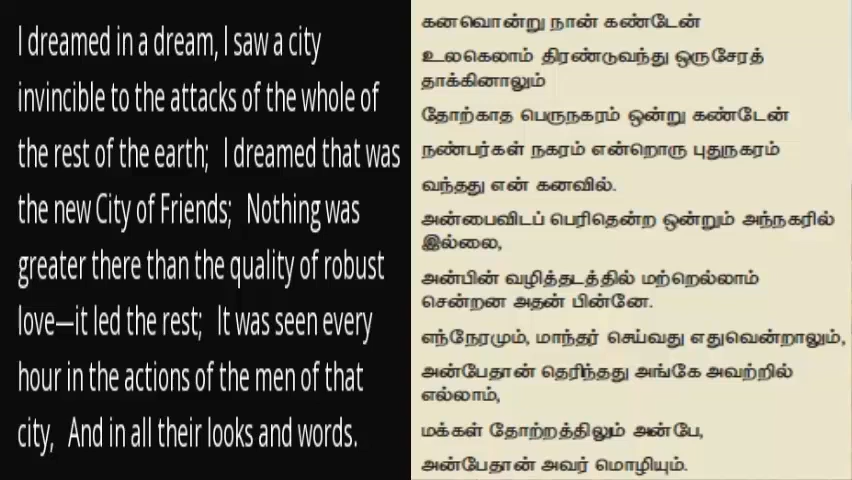 I dreamed in a dream, I saw a city
invincible to the attacks of the whole of
the rest of the earth; I dreamed that was
the new City of Friends; Nothing was
greater there than the quality of robust
love—it led the rest; It was seen every
hour in the actions of the men of that
city, And in all their looks and words.
கனவொன்று நான் கண்டேன்
உலகெலாம் திரண்டுவந்து ஒருசேரத்
தாக்கினாலும்
தோற்காத பெருநகரம் ஒன்று கண்டேன்
நண்பர்கள் நகரம் என்றொரு புதுநகரம்
வந்தது என் கனவில்.
அன்பைவிடப் பெரிதென்ற ஒன்றும் அந்நகரில்
இல்லை,
அன்பின் வழித்தடத்தில் மற்றெல்லாம்
சென்றன அதன் பின்னே.
எந்நேரமும், மாந்தர் செய்வது எதுவென்றாலும்,
அன்பேதான் தெரிந்தது அங்கே அவற்றில்
எல்லாம்,
மக்கள் தோற்றத்திலும் அன்பே,
அன்பேதான் அவர் மொழியும்.